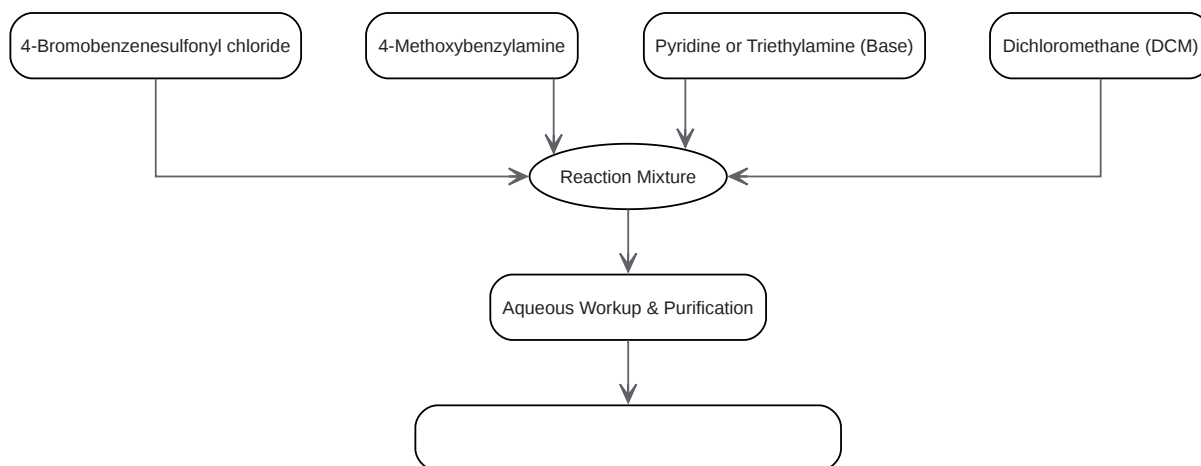 4-Bromobenzenesulfonyl chloride
4-Methoxybenzylamine
Pyridine or Triethylamine (Base)
Dichloromethane (DCM)
Reaction Mixture
Aqueous Workup & Purification